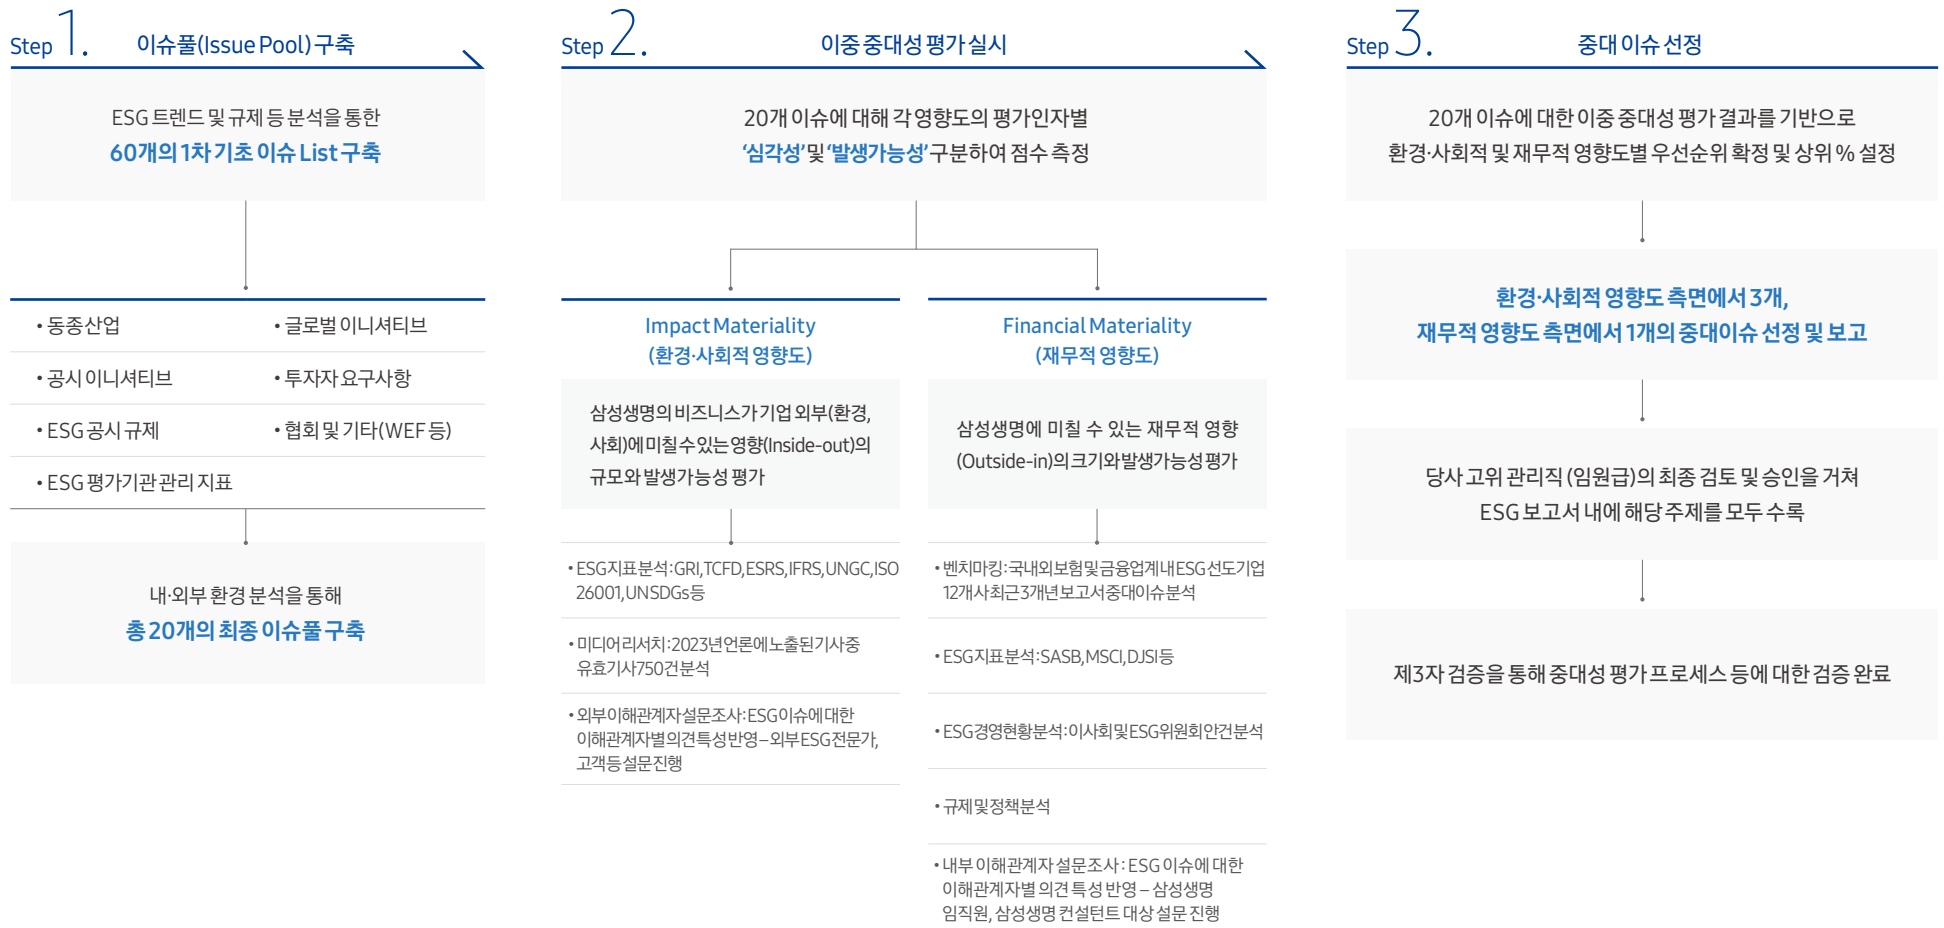 Step 1. 이슈풀(Issue Pool) 구축
ESG 트렌드 및 규제 등 분석을 통한
60개의 1차 기초 이슈 List 구축
• 동종산업
• 글로벌 이니셔티브
• 공시 이니셔티브
• 투자자 요구사항
• ESG 공시 규제
• 협회 및 기타(WEF 등)
• ESG 평가기관 관리 지표
내·외부 환경 분석을 통해
총 20개의 최종 이슈풀 구축
Step 2. 이중 중대성 평가 실시
20개 이슈에 대해 각 영향도의 평가인자별
‘심각성’ 및 ‘발생가능성’ 구분하여 점수 측정
Impact Materiality
(환경·사회적 영향도)
삼성생명의 비즈니스가 기업 외부(환경,
사회)에 미칠 수 있는 영향(Inside-out)의
규모와 발생가능성 평가
• ESG지표 분석: GRI, TCFD, ESRS, IFRS, UNGC, ISO
26001, UN SDGs 등
• 미디어 리서치: 2023년 언론에 노출된 기사 중
유효기사 750건 분석
• 외부 이해관계자 설문조사: ESG 이슈에 대한
이해관계자별 의견 특성 반영 – 외부 ESG 전문가,
고객 등 설문 진행
Financial Materiality
(재무적 영향도)
삼성생명에 미칠 수 있는 재무적 영향
(Outside-in)의 크기와 발생가능성 평가
• 벤치마킹: 국내외 보험 및 금융업계 내 ESG 선도기업
12개사 최근 3개년 보고서 중대이슈 분석
• ESG지표 분석: SASB, MSCI, DJSI 등
• ESG경영현황 분석: 이사회 및 ESG위원회 안건 분석
• 규제 및 정책 분석
• 내부 이해관계자 설문조사 : ESG 이슈에 대한
이해관계자별 의견 특성 반영 – 삼성생명
임직원, 삼성생명 컨설턴트 대상 설문 진행
Step 3. 중대 이슈 선정
20개 이슈에 대한 이중 중대성 평가 결과를 기반으로
환경·사회적 및 재무적 영향도별 우선순위 확정 및 상위 % 설정
환경·사회적 영향도 측면에서 3개,
재무적 영향도 측면에서 1개의 중대이슈 선정 및 보고
당사 고위 관리직 (임원급)의 최종 검토 및 승인을 거쳐
ESG 보고서 내에 해당 주제를 모두 수록
제3자 검증을 통해 중대성 평가 프로세스 등에 대한 검증 완료